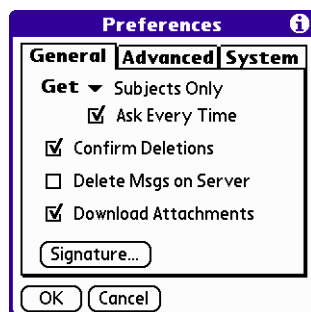 Preferences i
General Advanced System
Get Subjects Only
Ask Every Time
Confirm Deletions
Delete Msgs on Server
Download Attachments
Signature...
OK Cancel